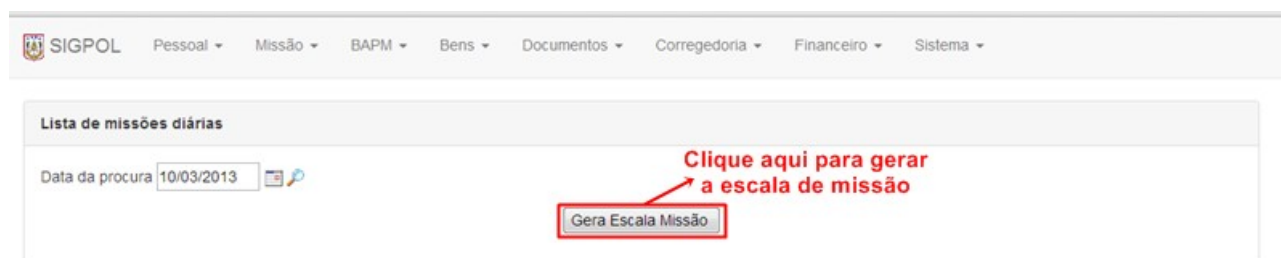 SIGPOL Pessoal Missão BAPM Bens Documentos Corregedoria Financeiro Sistema
Lista de missões diárias
Data da procura 10/03/2013
Clique aqui para gerar
a escala de missão
Gera Escala Missão